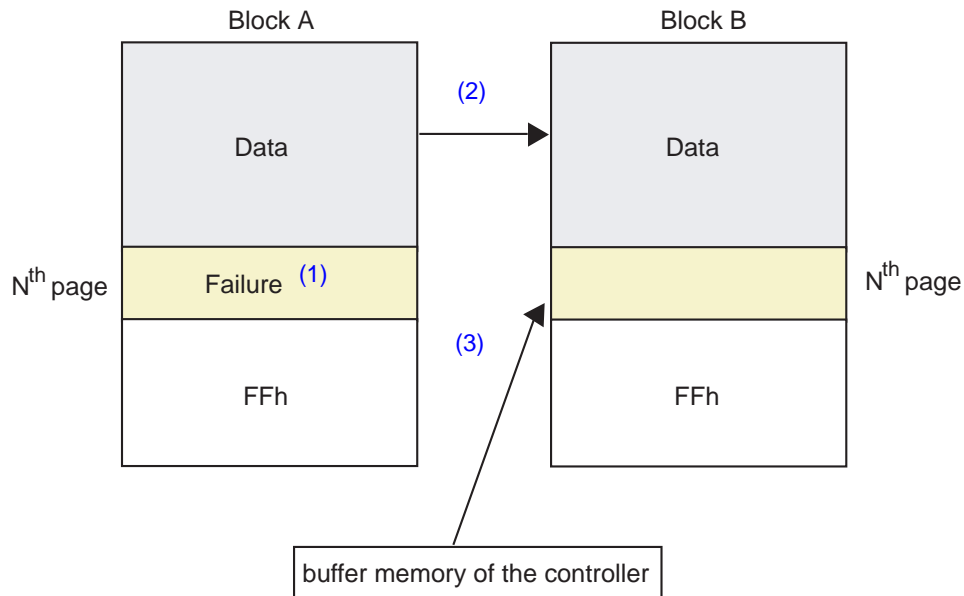 Block A
Block B
(2)
Data
Data
Nth page
Failure (1)
Nth page
(3)
FFh
FFh
buffer memory of the controller